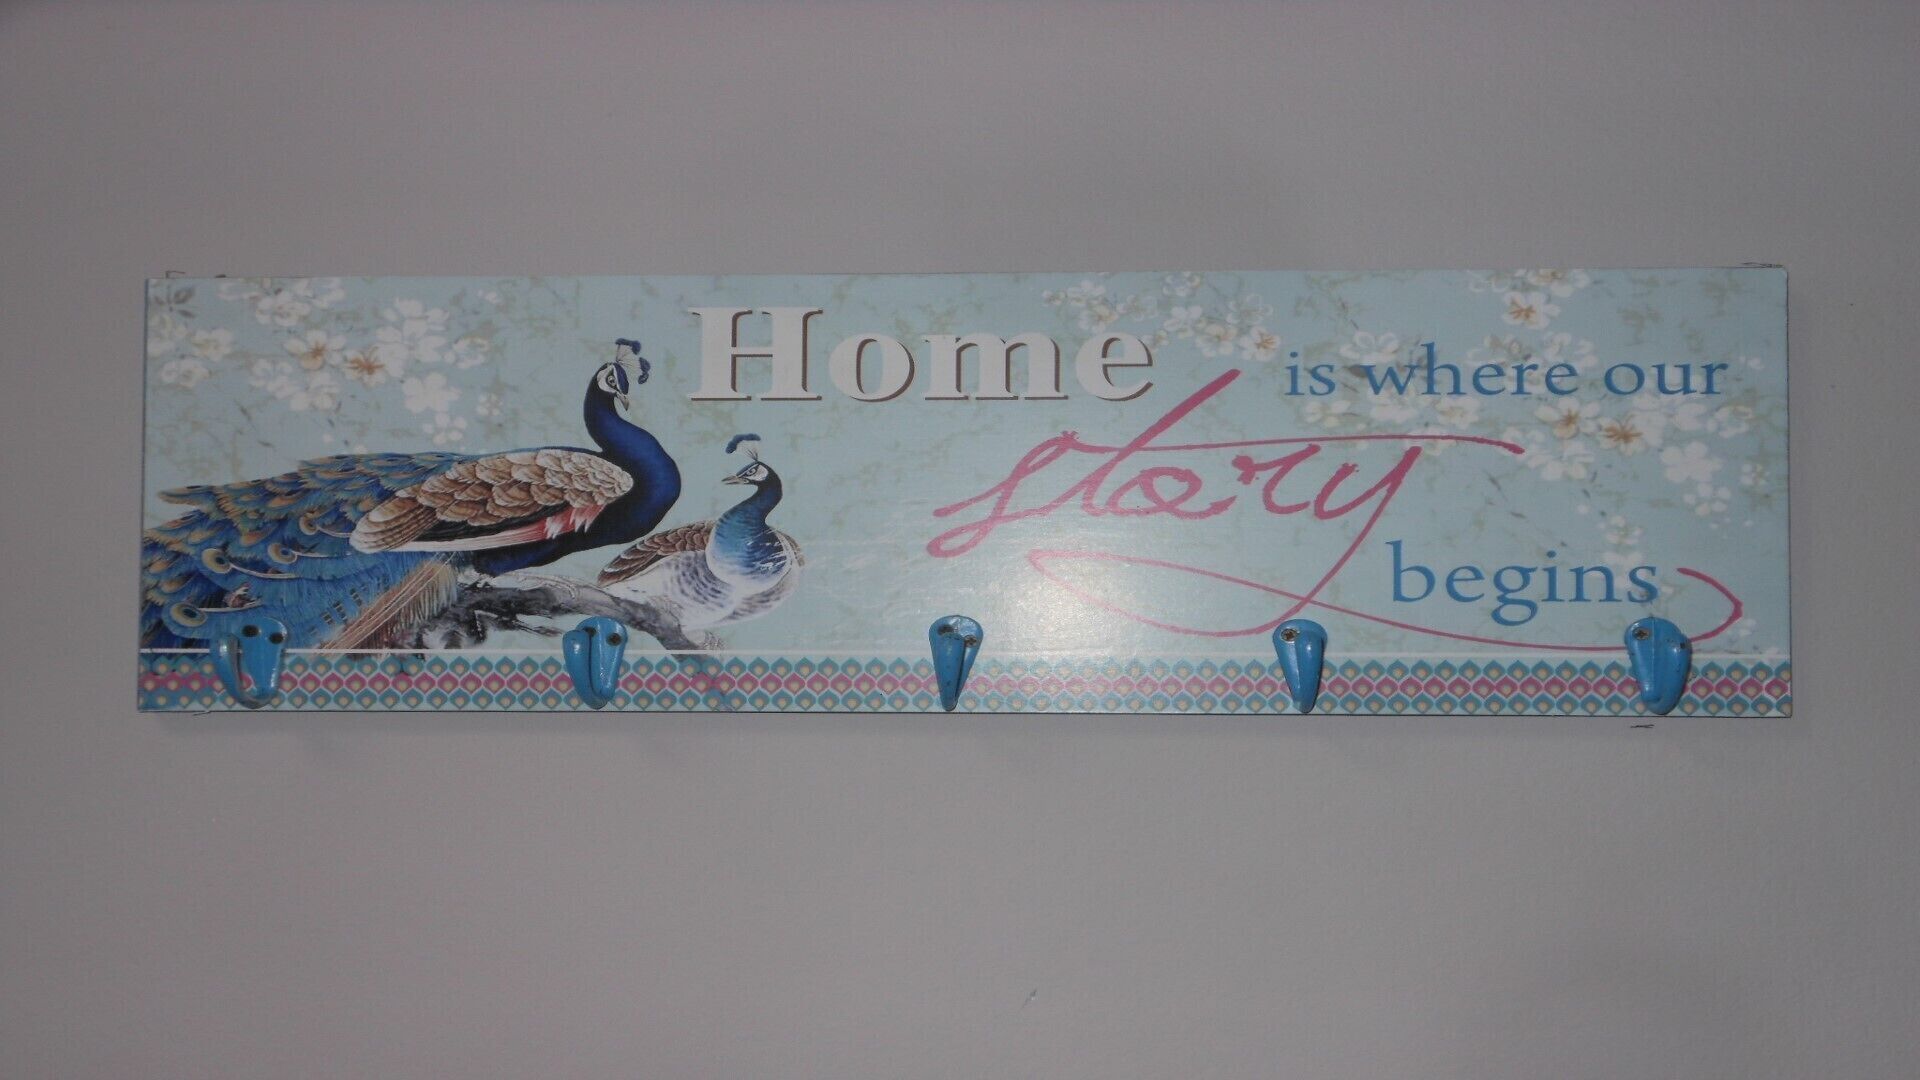 Home is where our
story
begins